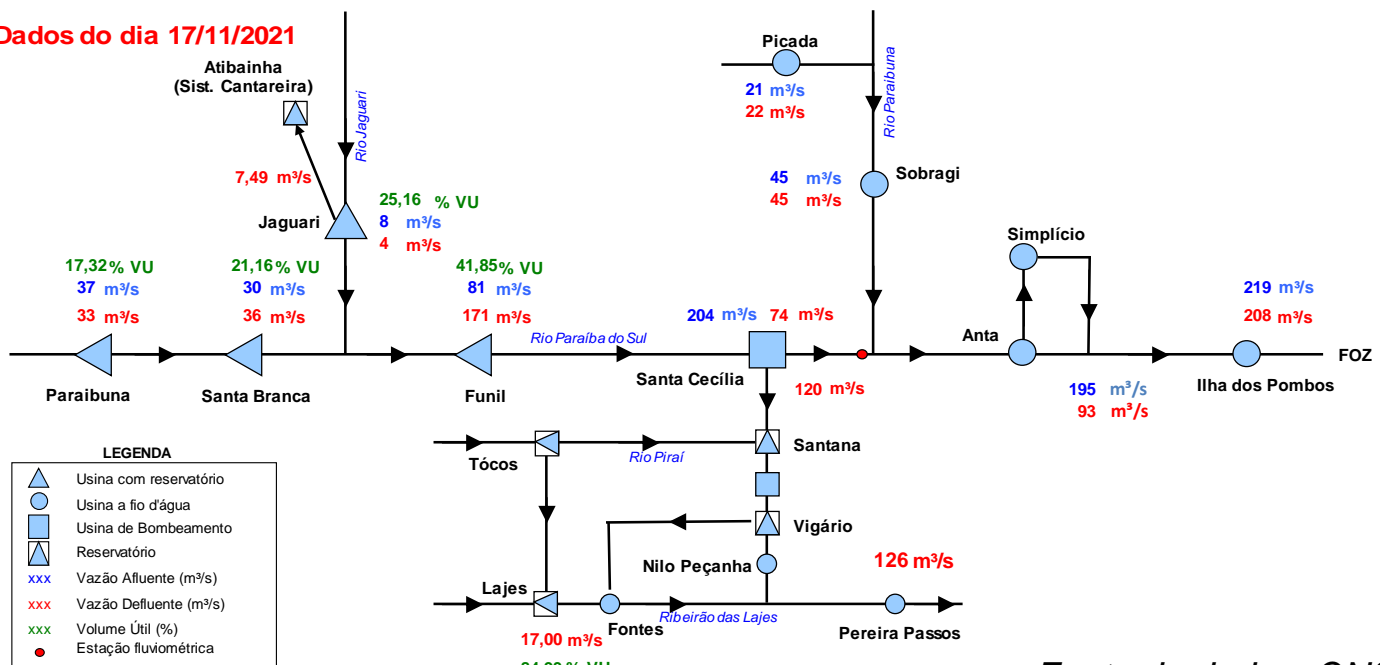 Dados do dia 17/11/2021
Atibainha
(Sist. Cantareira)
Rio Jaguari
7,49 m³/s
Jaguari
25,16 % VU
8 m³/s
4 m³/s
Picada
21 m³/s
22 m³/s
Rio Paraibuna
45 m³/s
45 m³/s
Sobragi
Simplício
17,32% VU
37 m³/s
33 m³/s
Paraibuna
21,16% VU
30 m³/s
36 m³/s
Santa Branca
41,85% VU
81 m³/s
171 m³/s
Funil
Rio Paraíba do Sul
204 m³/s 74 m³/s
Santa Cecília
120 m³/s
Anta
195 m³/s
93 m³/s
219 m³/s
208 m³/s
Ilha dos Pombos
FOZ
Tócos
Rio Piraí
Santana
Vigário
Nilo Peçanha
126 m³/s
Lajes
Fontes
Ribeirão das Lajes
Pereira Passos
17,00 m³/s
LEGENDA
Usina com reservatório
Usina a fio d'água
Usina de Bombeamento
Reservatório
xxx Vazão Afluente (m³/s)
xxx Vazão Defluente (m³/s)
xxx Volume Útil (%)
Estação fluviométrica